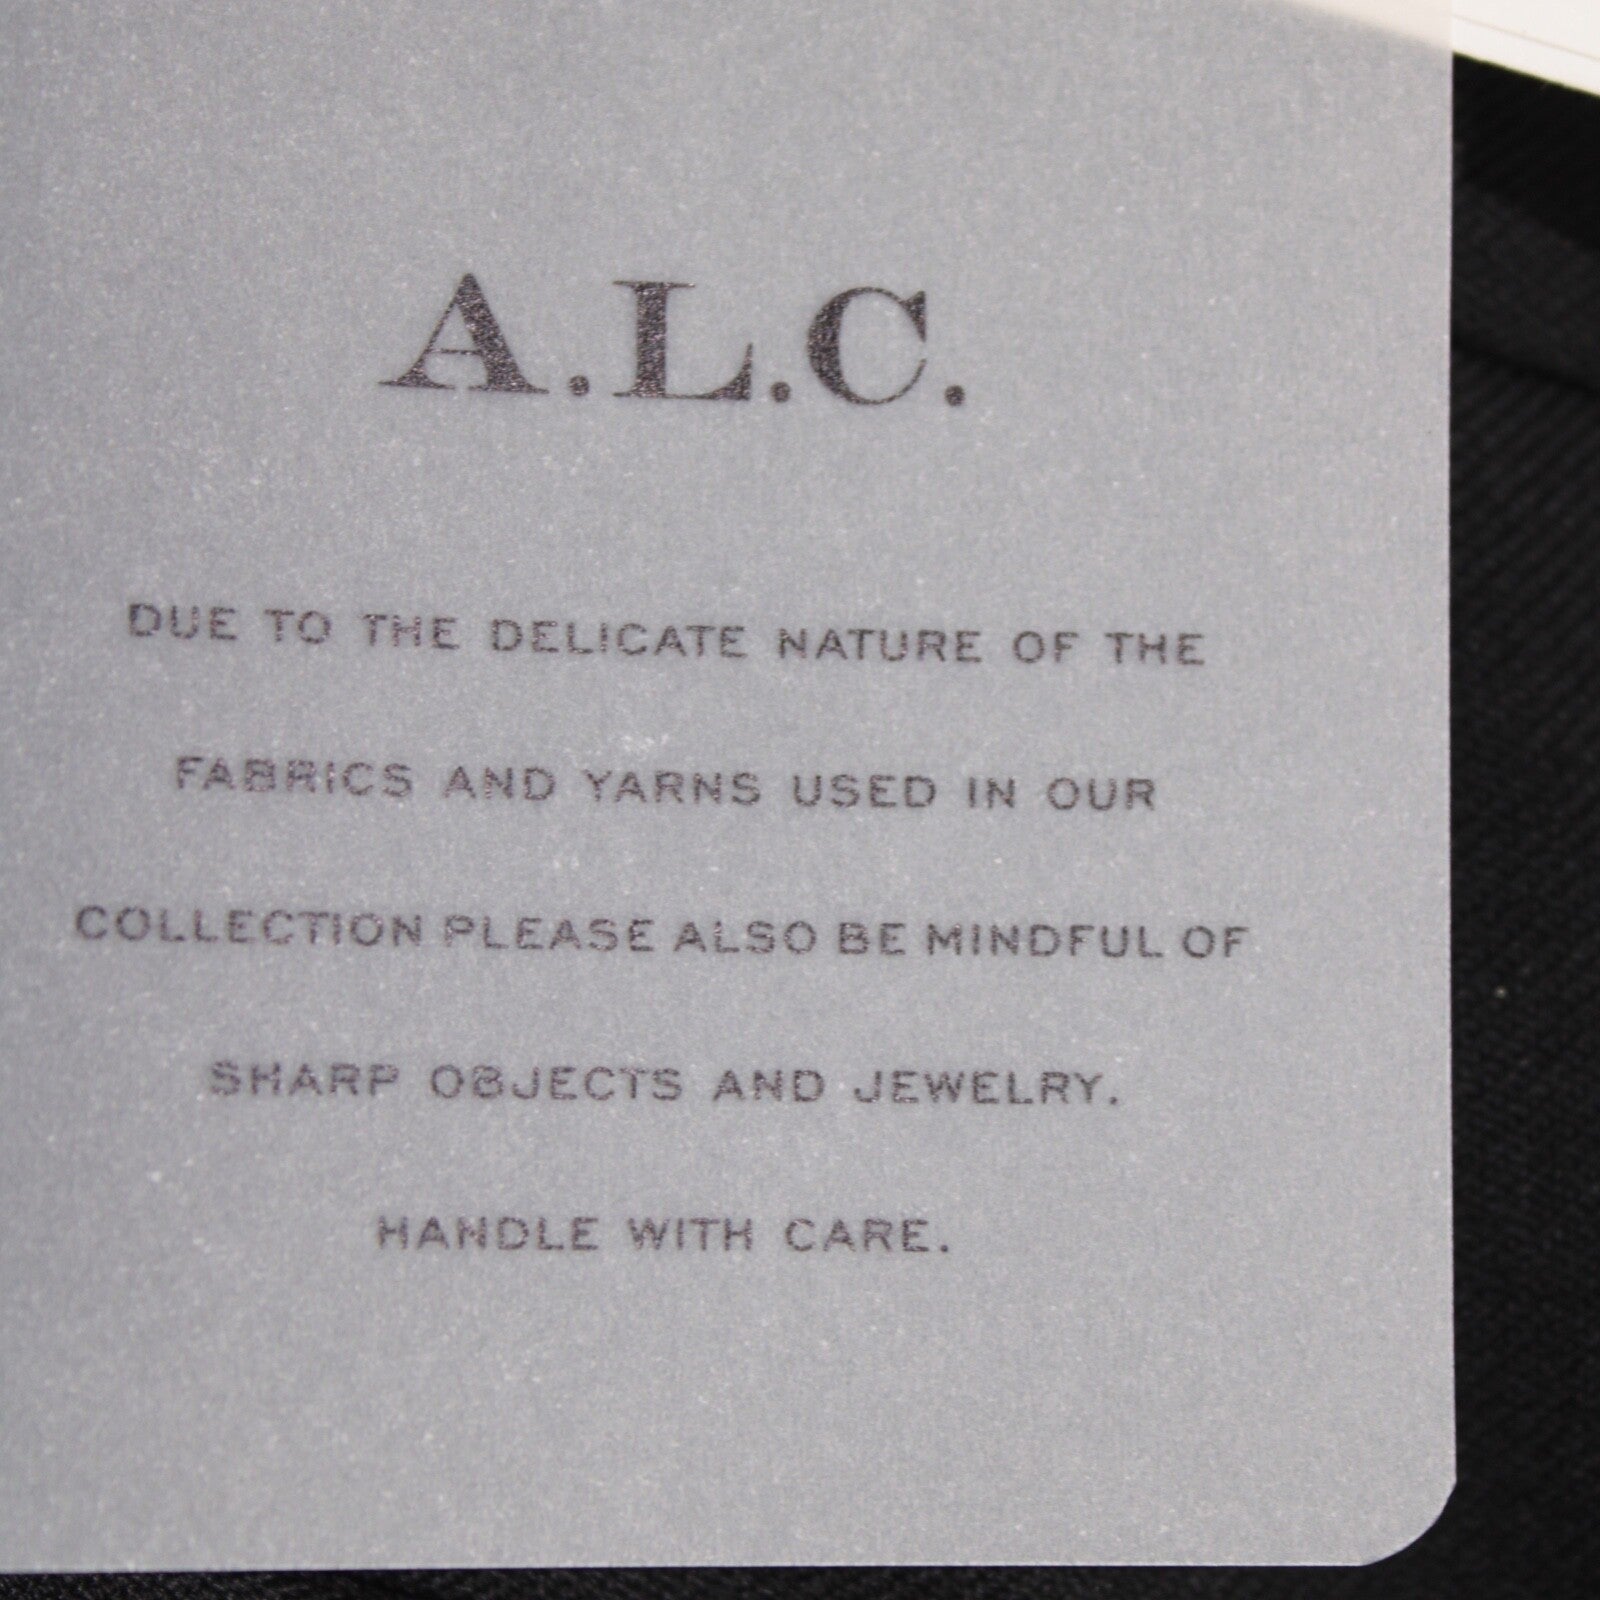 A.L.C.
DUE TO THE DELICATE NATURE OF THE
FABRICS AND YARNS USED IN OUR
COLLECTION PLEASE ALSO BE MINDFUL OF
SHARP OBJECTS AND JEWELRY.
HANDLE WITH CARE.